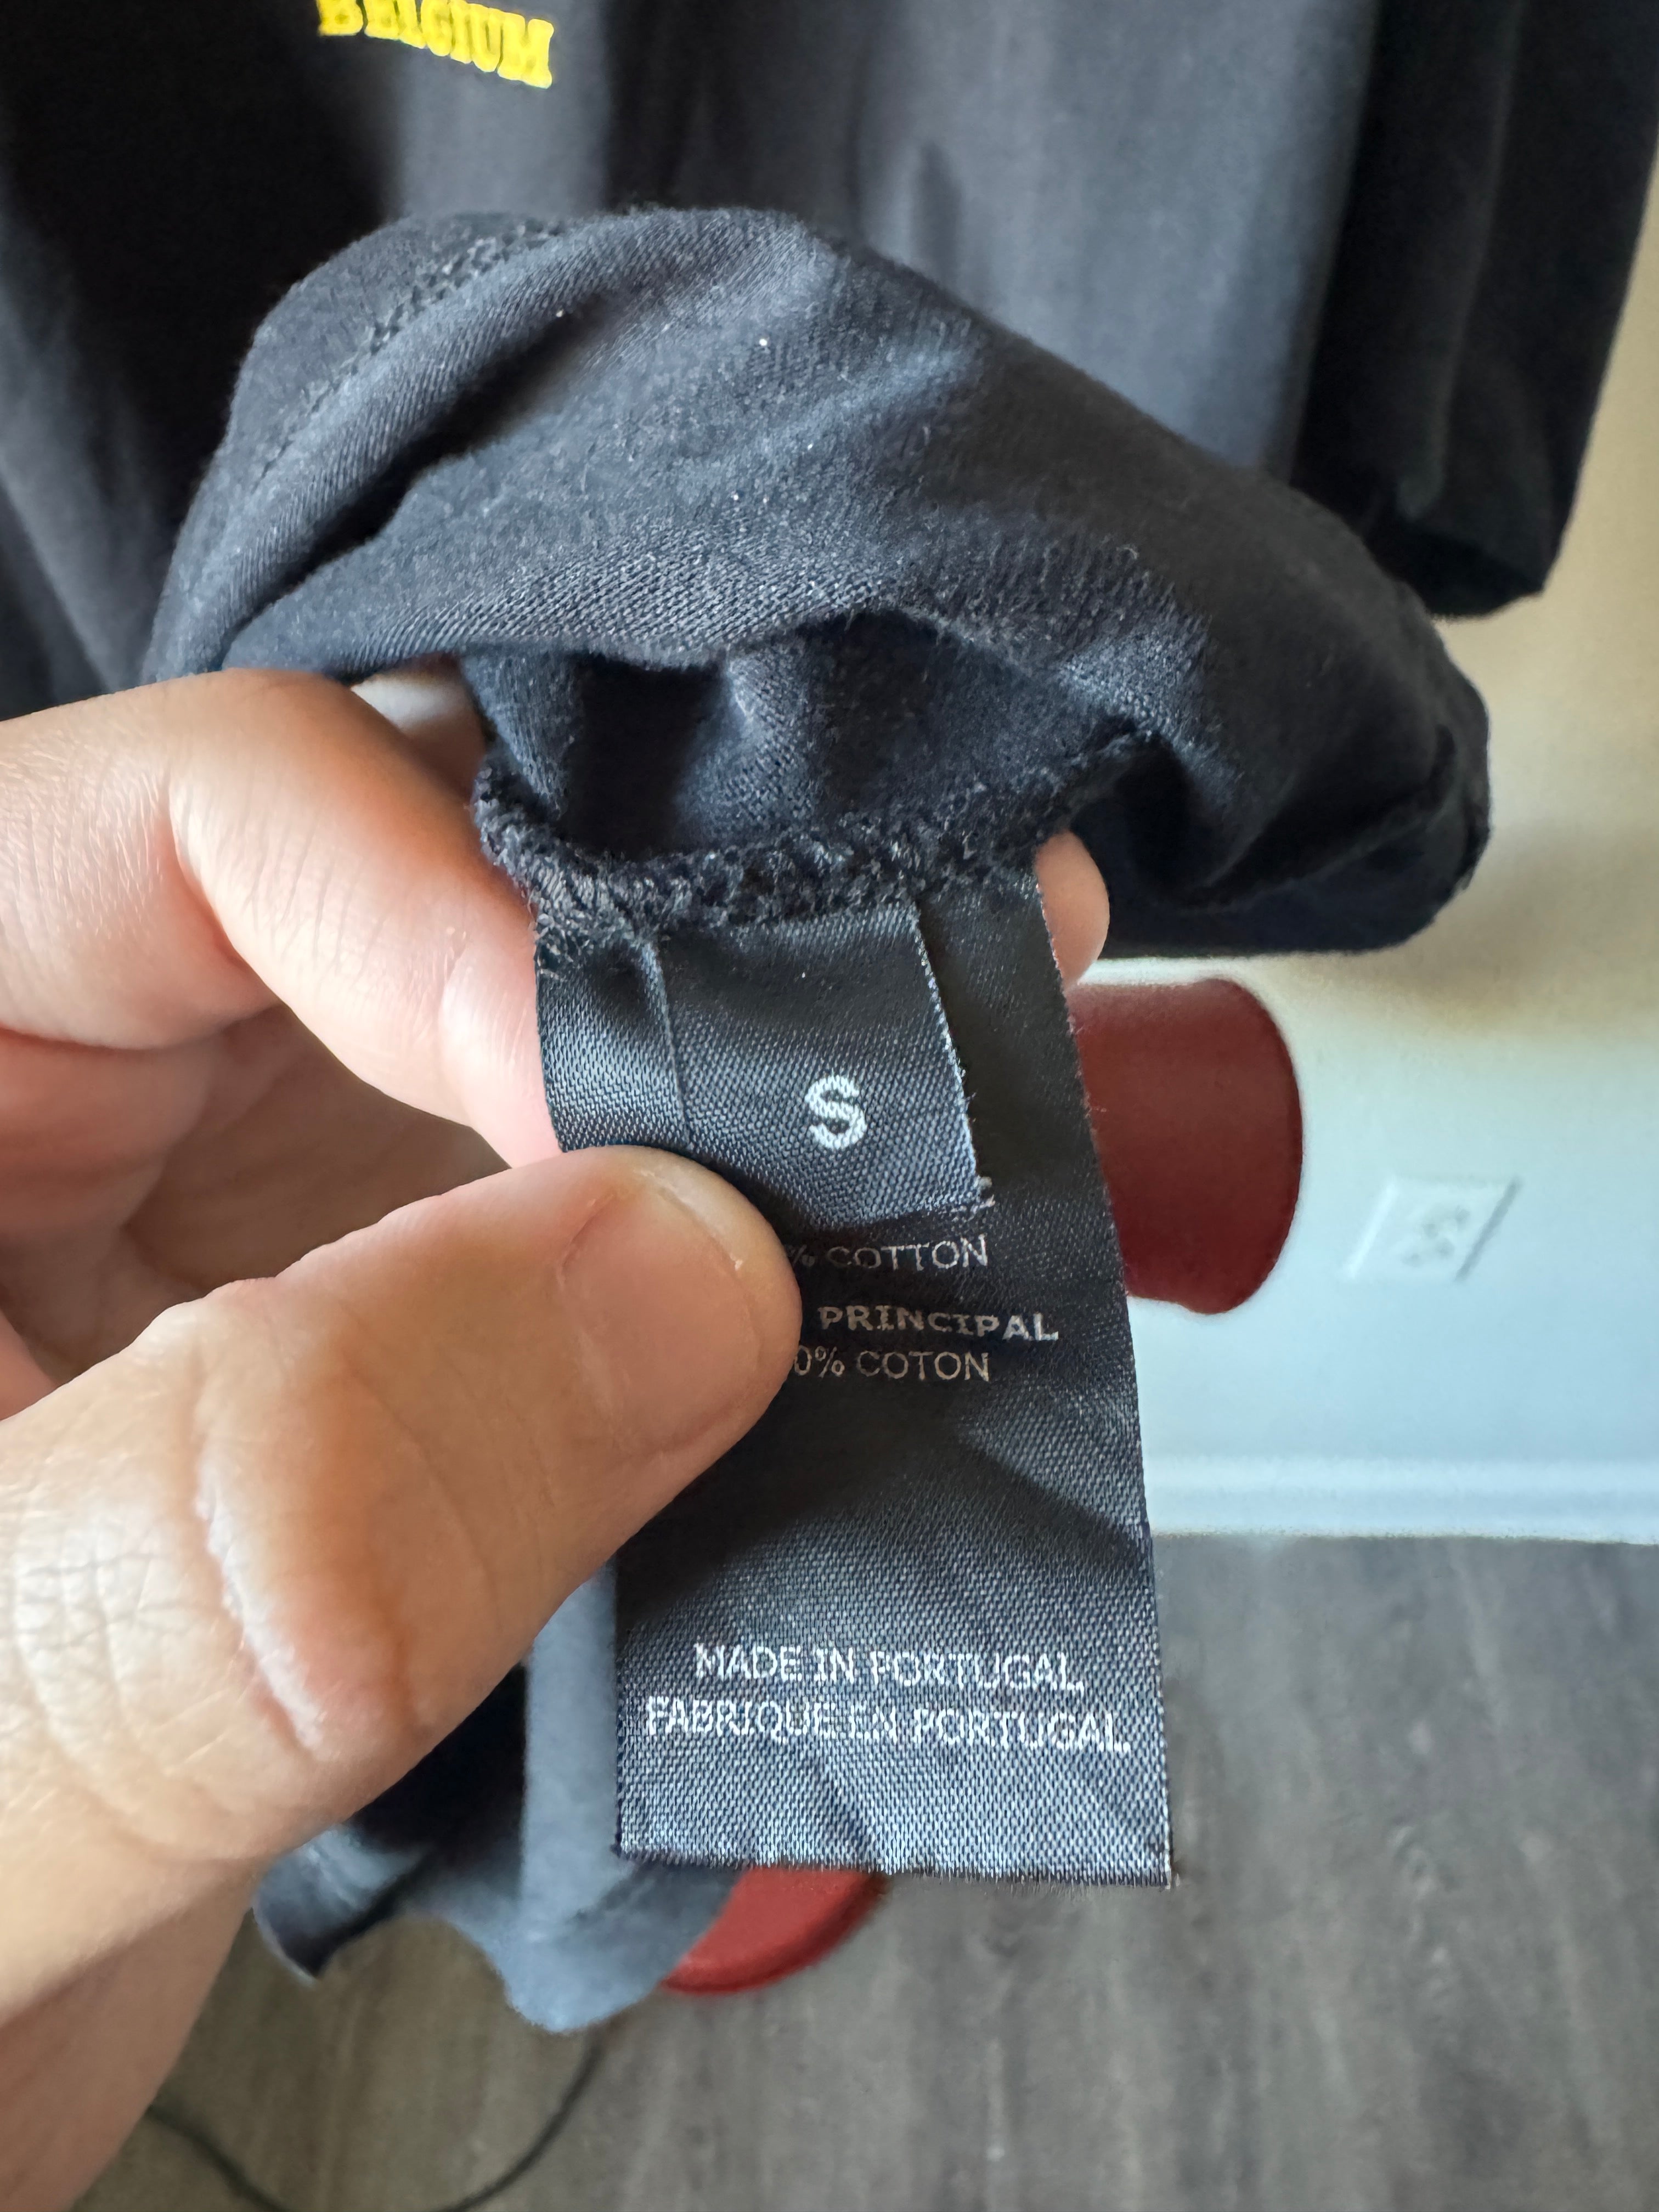 BELGIUM
S
% COTTON
PRINCIPAL
0% COTON
MADE IN PORTUGAL
FABRIQUE EN PORTUGAL